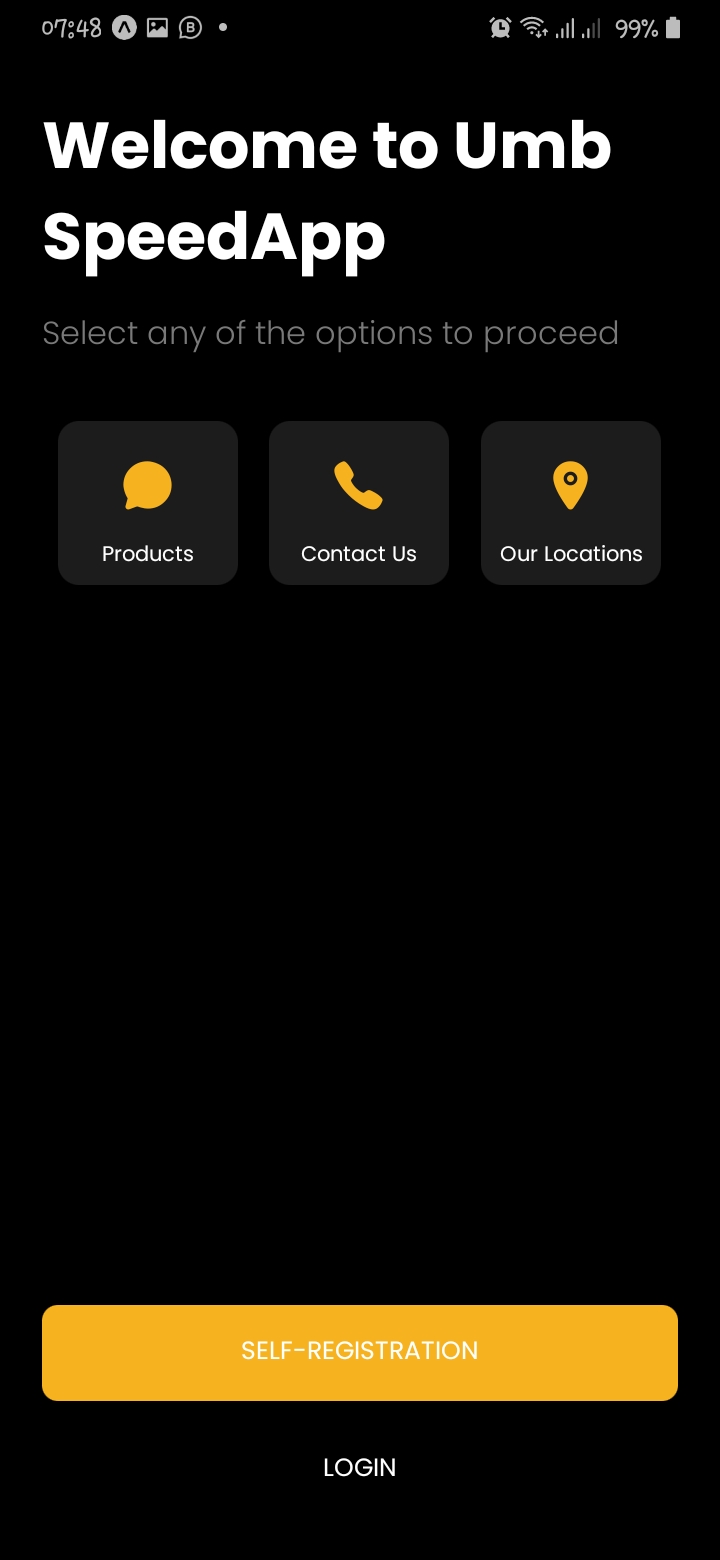 07:48 B 99%
Welcome to Umb
SpeedApp
Select any of the options to proceed
Products Contact Us Our Locations
SELF-REGISTRATION
LOGIN